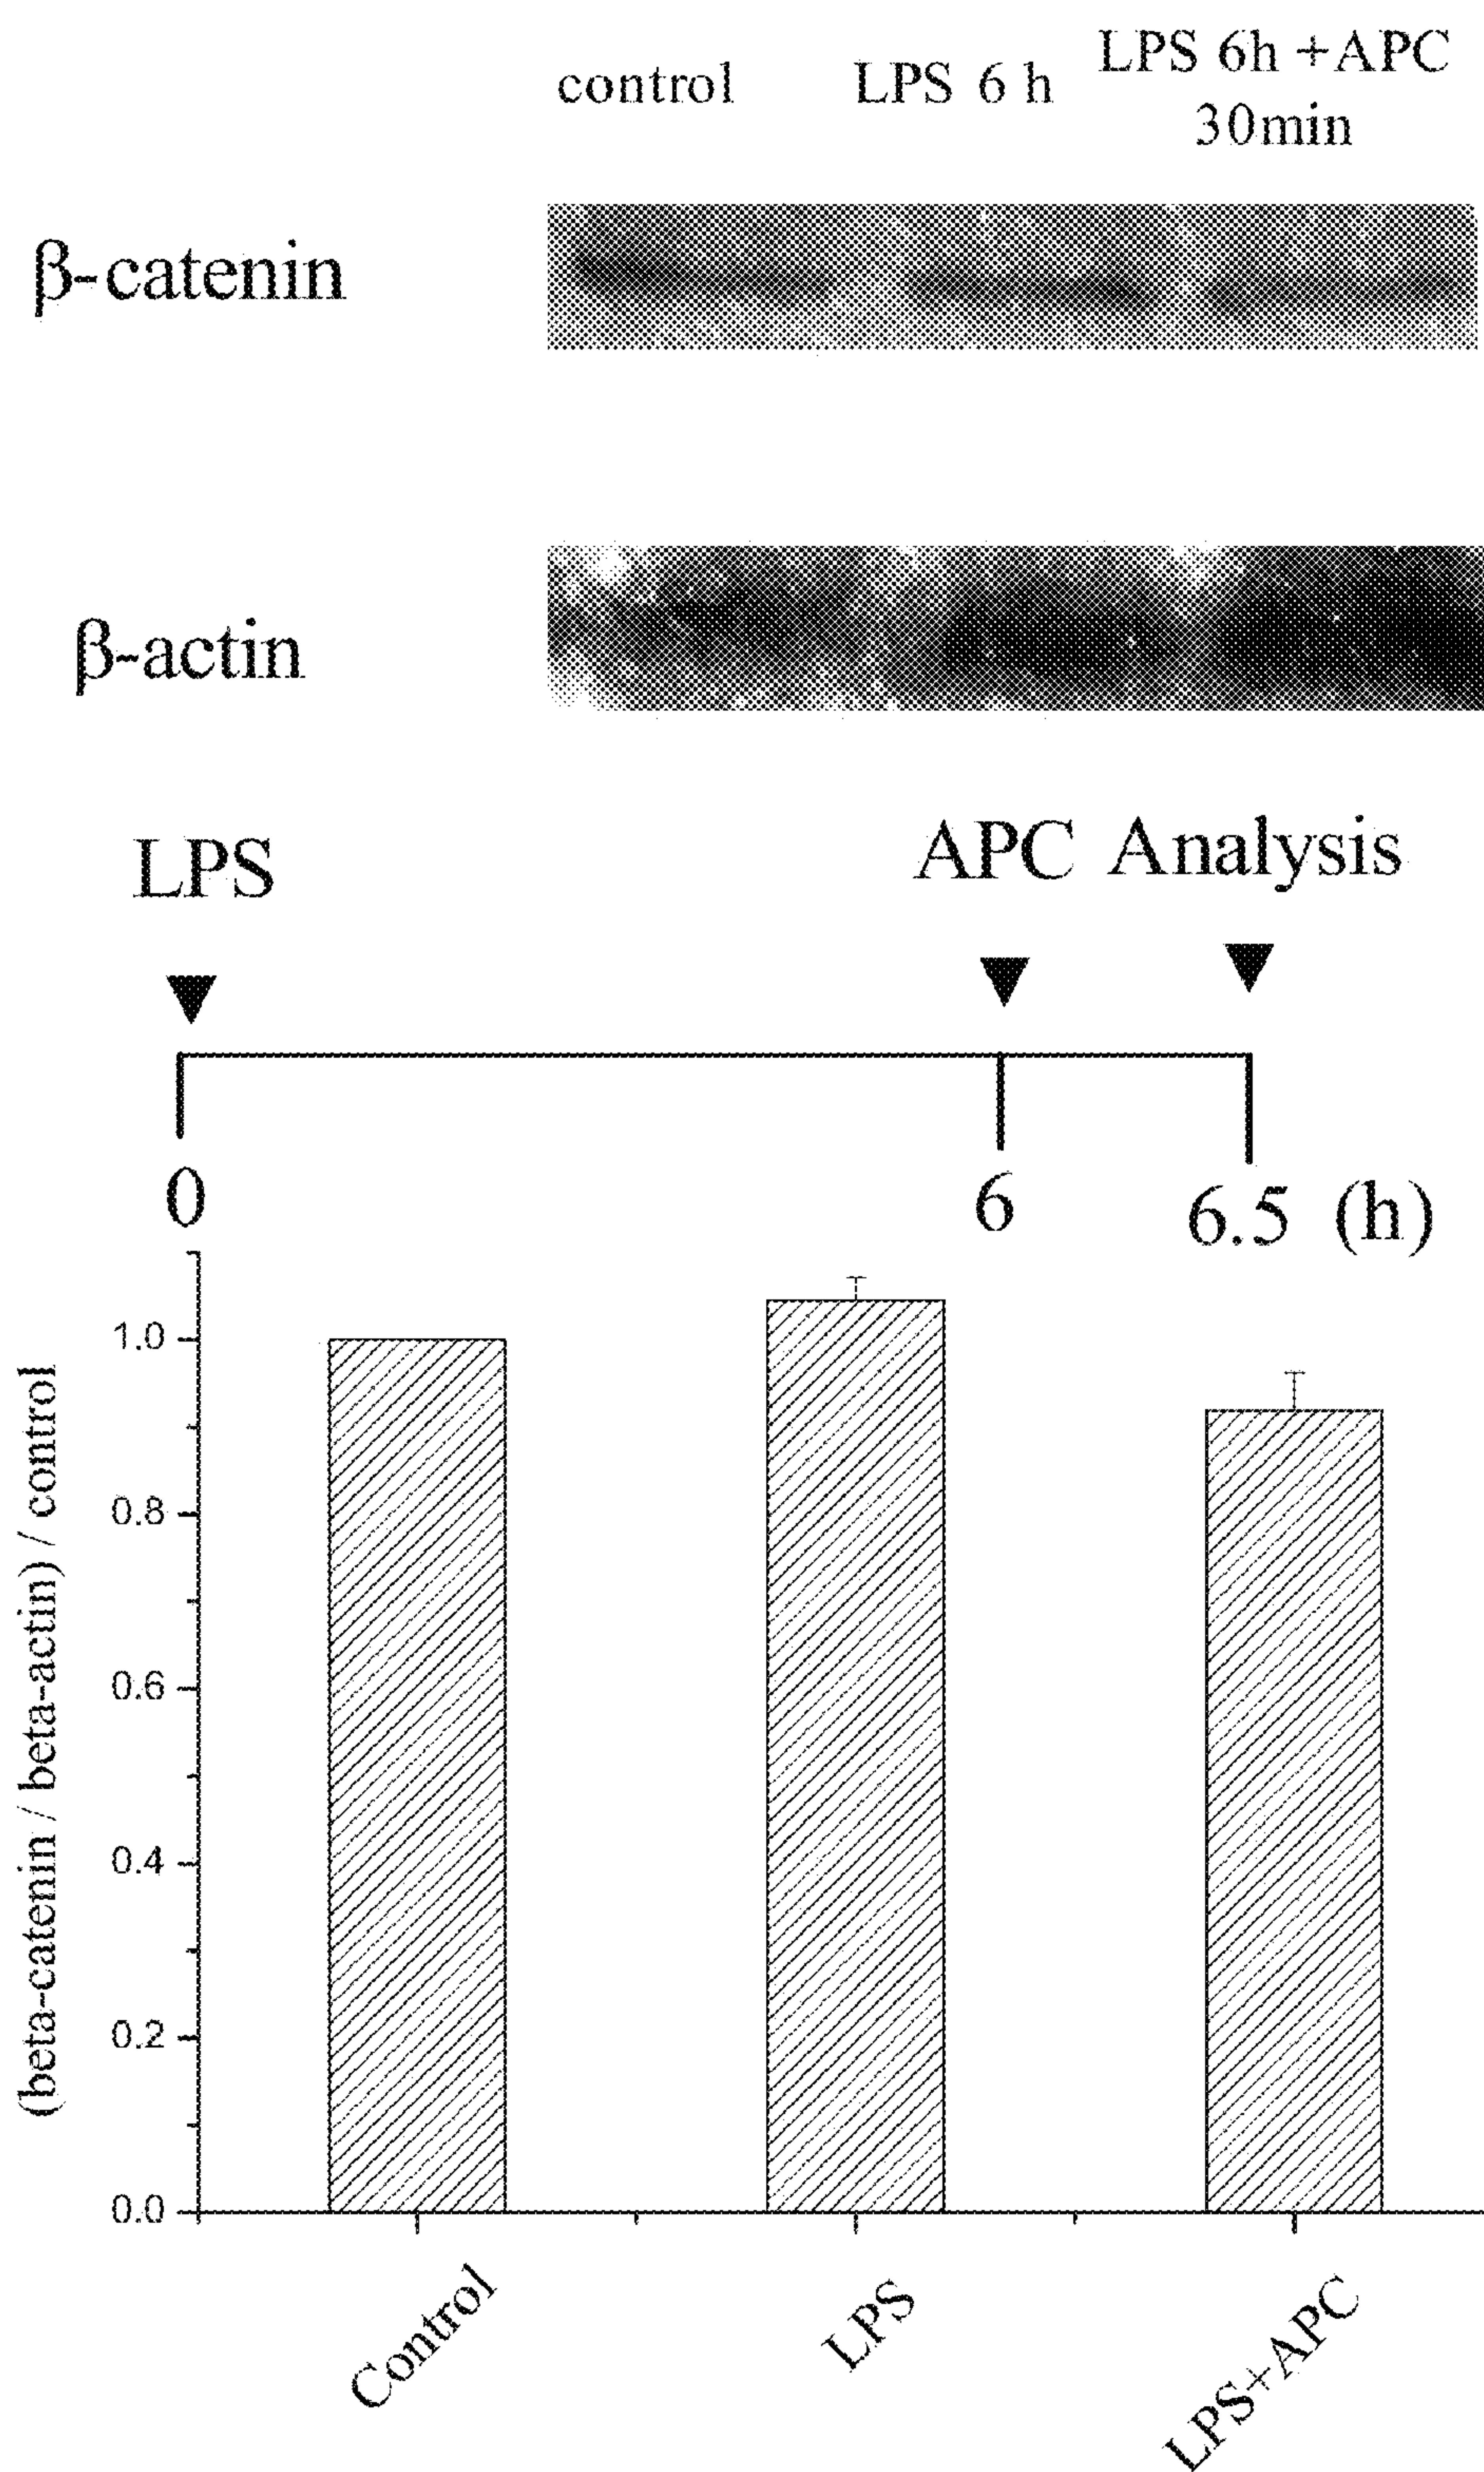 control LPS 6 h LPS 6h +APC
30min
β-catenin
β-actin
LPS APC Analysis
0 6 6.5 (h)
(beta-catenin / beta-actin) / control
1.0
0.8
0.6
0.4
0.2
0.0
Control LPS LPS+APC